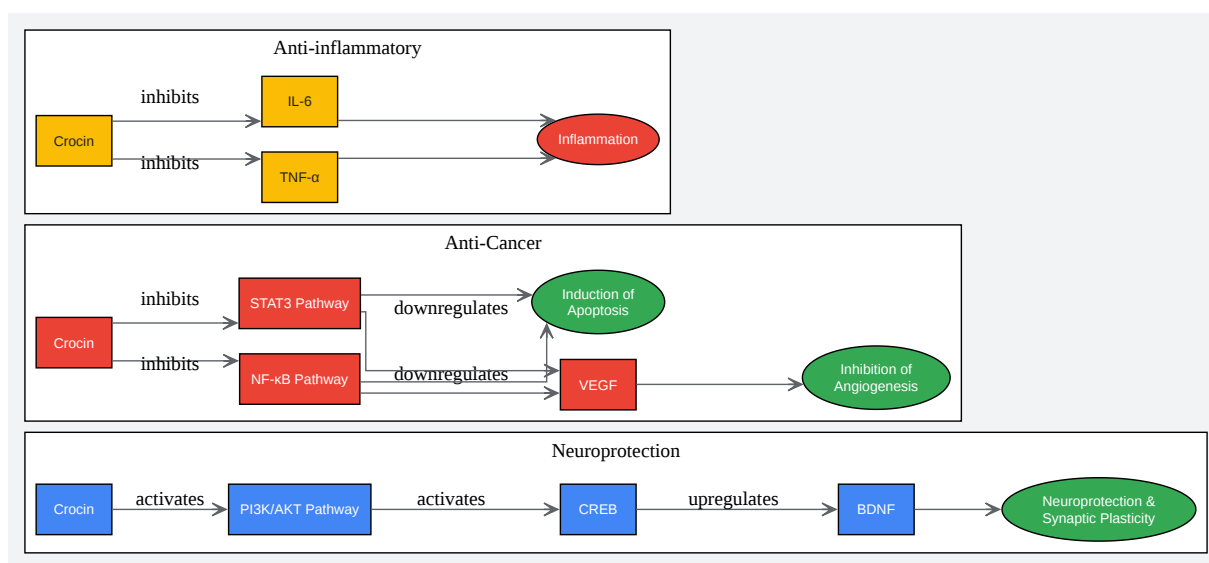 Anti-inflammatory
inhibits
IL-6
Crocin
Inflammation
inhibits
TNF-α
Anti-Cancer
inhibits
STAT3 Pathway
downregulates
Induction of
Apoptosis
Crocin
inhibits
NF-κB Pathway
downregulates
VEGF
Inhibition of
Angiogenesis
Neuroprotection
Crocin
activates
PI3K/AKT Pathway
activates
CREB
upregulates
BDNF
Neuroprotection &
Synaptic Plasticity